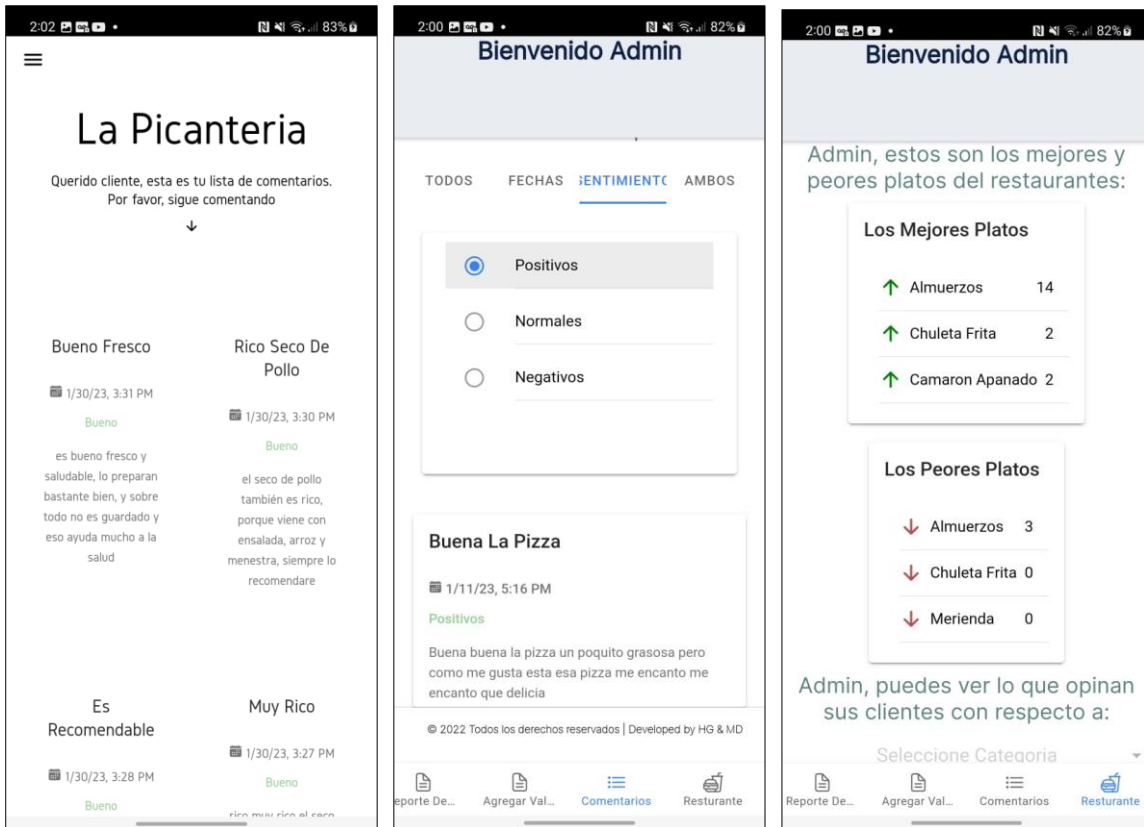 2:02
83%
La Picanteria
Querido cliente, esta es tu lista de comentarios.
Por favor, sigue comentando
Bueno Fresco
1/30/23, 3:31 PM
Bueno
es bueno fresco y
saludable, lo preparan
bastante bien, y sobre
todo no es guardado y
eso ayuda mucho a la
salud
Rico Seco De
Pollo
1/30/23, 3:30 PM
Bueno
el seco de pollo
también es rico,
porque viene con
ensalada, arroz y
menestra, siempre lo
recomendare
Es
Recomendable
1/30/23, 3:28 PM
Bueno
Muy Rico
1/30/23, 3:27 PM
Bueno
rico muy rico el seco
2:00
82%
Bienvenido Admin
TODOS FECHAS SENTIMIENTO AMBOS
Positivos
Normales
Negativos
Buena La Pizza
1/11/23, 5:16 PM
Positivos
Buena buena la pizza un poquito grasosa pero
como me gusta esta esa pizza me encanto me
encanto que delicia
© 2022 Todos los derechos reservados | Developed by HG & MD
eporte De... Agregar Val... Comentarios Resturante
2:00
82%
Bienvenido Admin
Admin, estos son los mejores y
peores platos del restaurantes:
Los Mejores Platos
Almuerzos 14
Chuleta Frita 2
Camaron Apanado 2
Los Peores Platos
Almuerzos 3
Chuleta Frita 0
Merienda 0
Admin, puedes ver lo que opinan
sus clientes con respecto a:
Seleccione Categoria
Reporte De... Agregar Val... Comentarios Resturante